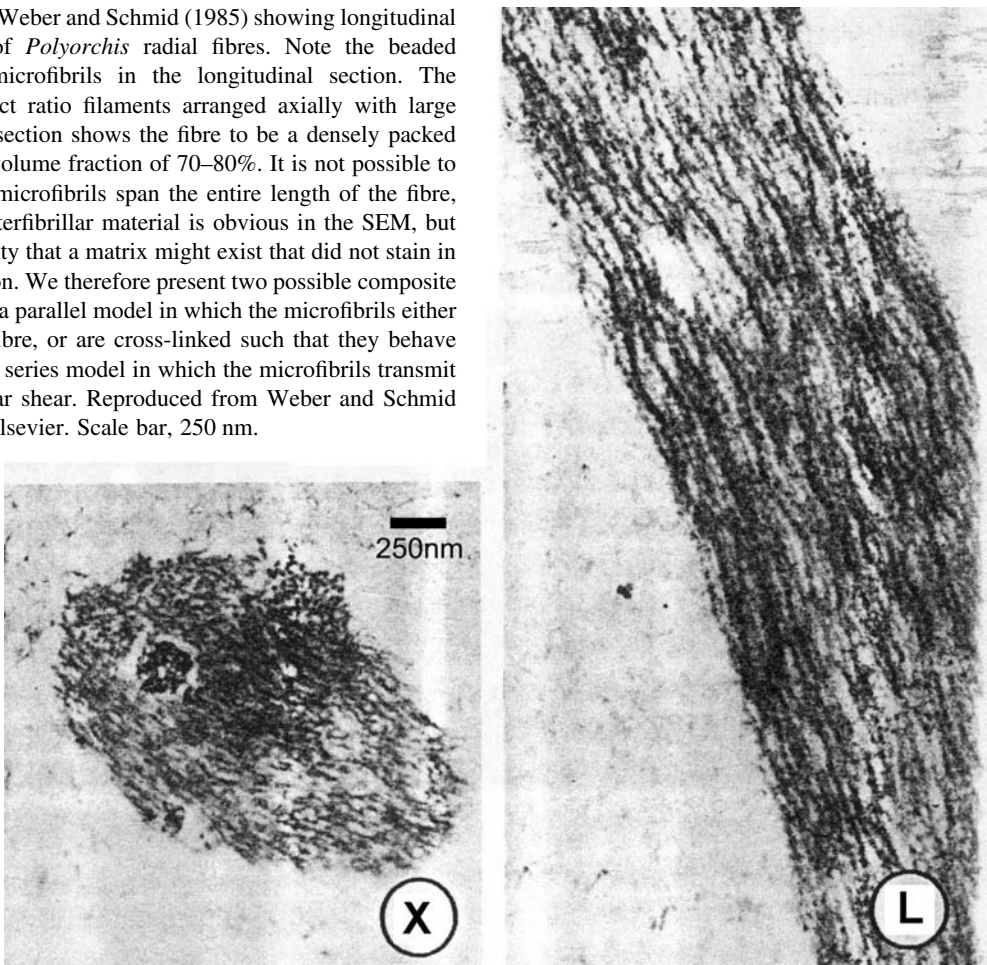 Weber and Schmid (1985) showing longitudinal
of Polyorchis radial fibres. Note the beaded
microfibrils in the longitudinal section. The
ct ratio filaments arranged axially with large
section shows the fibre to be a densely packed
volume fraction of 70–80%. It is not possible to
microfibrils span the entire length of the fibre,
terfibrillar material is obvious in the SEM, but
ty that a matrix might exist that did not stain in
on. We therefore present two possible composite
a parallel model in which the microfibrils either
ibre, or are cross-linked such that they behave
series model in which the microfibrils transmit
ar shear. Reproduced from Weber and Schmid
lsevier. Scale bar, 250 nm.
250nm
X
L